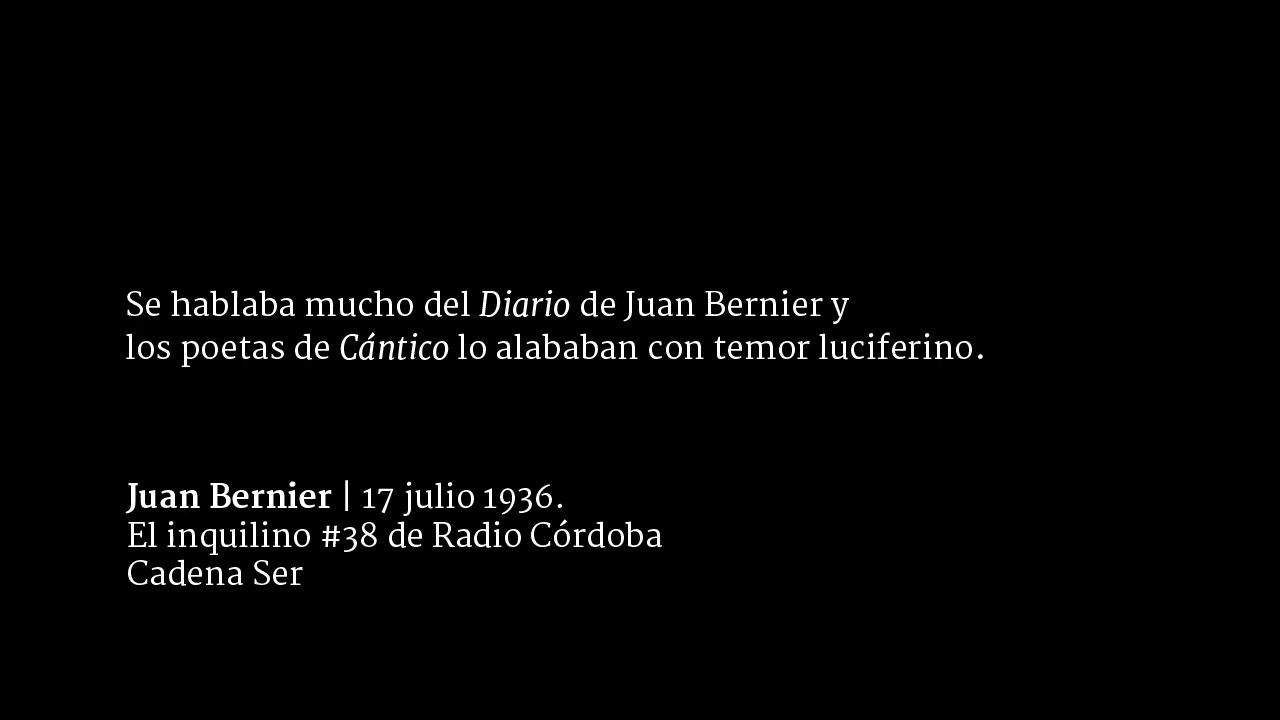 Se hablaba mucho del Diario de Juan Bernier y
los poetas de Cántico lo alababan con temor luciferino.
Juan Bernier | 17 julio 1936.
El inquilino #38 de Radio Córdoba
Cadena Ser